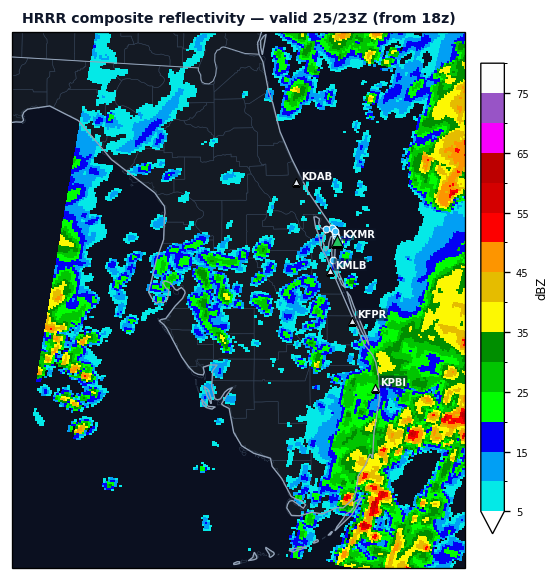 HRRR composite reflectivity — valid 25/23Z (from 18z)
KDAB
KXMR
KMLB
KFPR
KPBI
75
65
55
45
35
25
15
5
dBZ